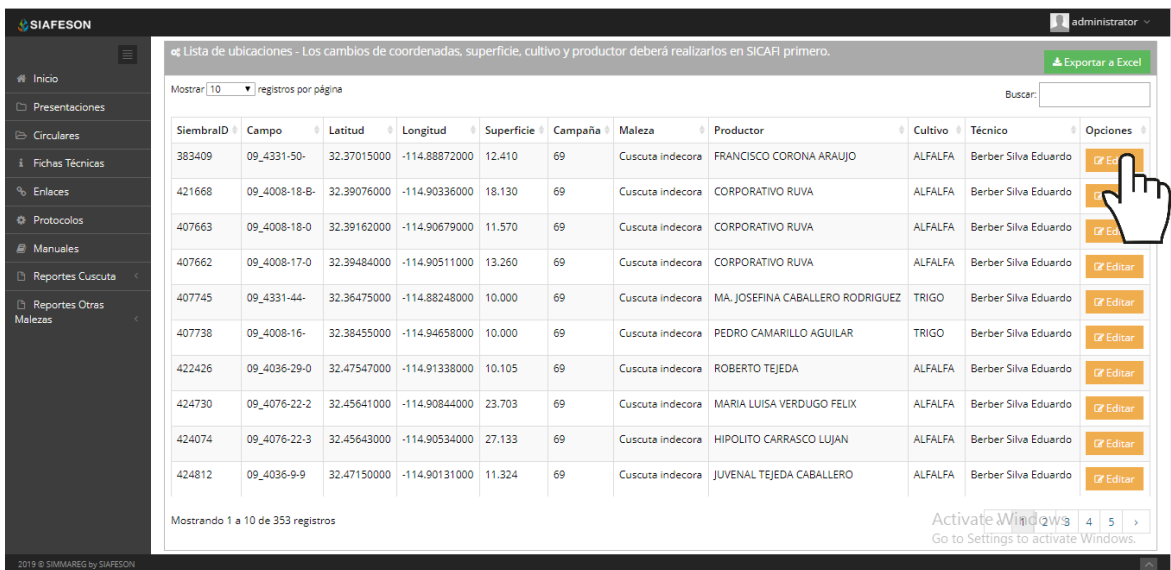 SIAFESON
administrator
Lista de ubicaciones - Los cambios de coordenadas, superficie, cultivo y productor deberá realizarlos en SICAFI primero.
Exportar a Excel
Inicio
Presentaciones
Circulares
Fichas Técnicas
Enlaces
Protocolos
Manuales
Reportes Cuscuta
Reportes Otras
Malezas
Mostrar 10 registros por página
Buscar:
SiembraID Campo Latitud Longitud Superficie Campaña Maleza Productor Cultivo Técnico Opciones
383409 09_4331-50- 32.37015000 -114.88872000 12.410 69 Cuscuta indecora FRANCISCO CORONA ARAUJO ALFALFA Berber Silva Eduardo
421668 09_4008-18-B- 32.39076000 -114.90336000 18.130 69 Cuscuta indecora CORPORATIVO RUVA ALFALFA Berber Silva Eduardo
407663 09_4008-18-0 32.39162000 -114.90679000 11.570 69 Cuscuta indecora CORPORATIVO RUVA ALFALFA Berber Silva Eduardo
407662 09_4008-17-0 32.39484000 -114.90511000 13.260 69 Cuscuta indecora CORPORATIVO RUVA ALFALFA Berber Silva Eduardo Editar
407745 09_4331-44- 32.36475000 -114.88248000 10.000 69 Cuscuta indecora MA. JOSEFINA CABALLERO RODRIGUEZ TRIGO Berber Silva Eduardo Editar
407738 09_4008-16- 32.38455000 -114.94658000 10.000 69 Cuscuta indecora PEDRO CAMARILLO AGUILAR TRIGO Berber Silva Eduardo Editar
422426 09_4036-29-0 32.47547000 -114.91338000 10.105 69 Cuscuta indecora ROBERTO TEJEDA ALFALFA Berber Silva Eduardo Editar
424730 09_4076-22-2 32.45641000 -114.90844000 23.703 69 Cuscuta indecora MARIA LUISA VERDUGO FELIX ALFALFA Berber Silva Eduardo Editar
424074 09_4076-22-3 32.45643000 -114.90534000 27.133 69 Cuscuta indecora HIPOLITO CARRASCO LUJAN ALFALFA Berber Silva Eduardo Editar
424812 09_4036-9-9 32.47150000 -114.90131000 11.324 69 Cuscuta indecora JUVENAL TEJEDA CABALLERO ALFALFA Berber Silva Eduardo Editar
Mostrando 1 a 10 de 353 registros
‹ 1 2 3 4 5 ›
Activate Windows
Go to Settings to activate Windows.
2019 © SIMMAREG by SIAFESON